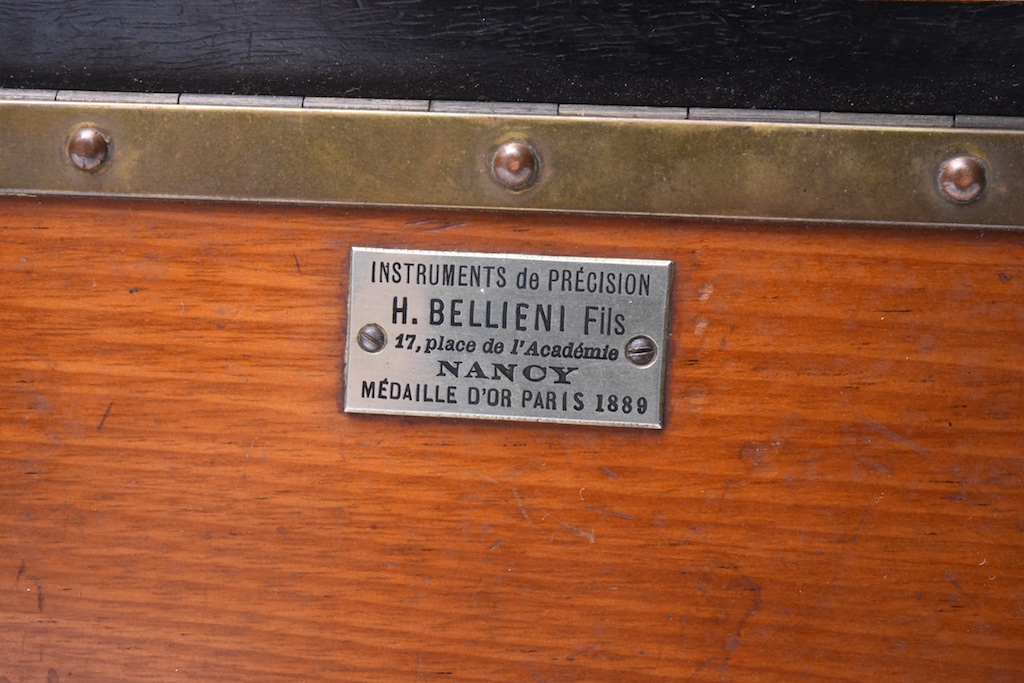 INSTRUMENTS de PRÉCISION
H. BELLIENI Fils
17, place de l'Académie
NANCY
MÉDAILLE D'OR PARIS 1889